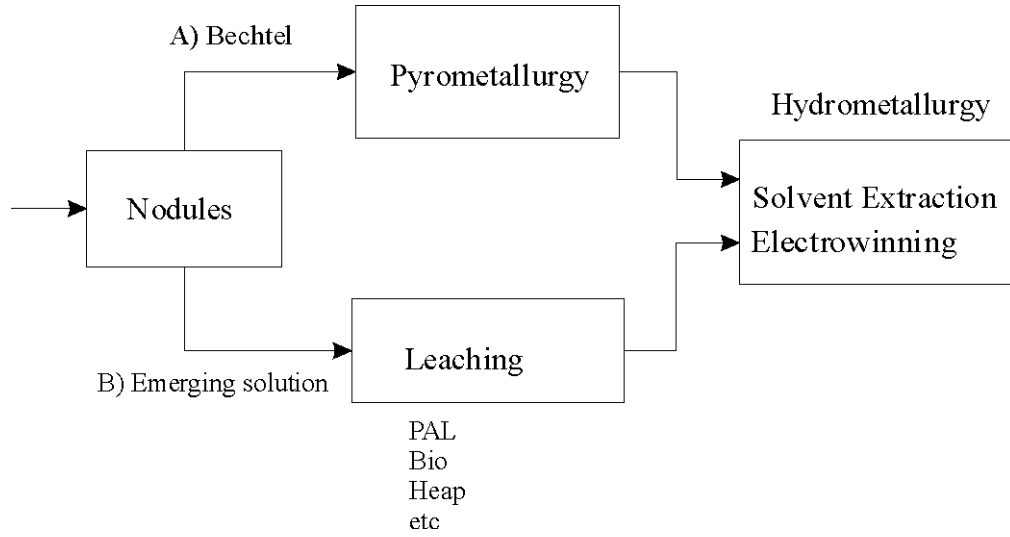 A) Bechtel
Pyrometallurgy
Hydrometallurgy
Nodules
Solvent Extraction
Electrowinning
Leaching
B) Emerging solution
PAL
Bio
Heap
etc